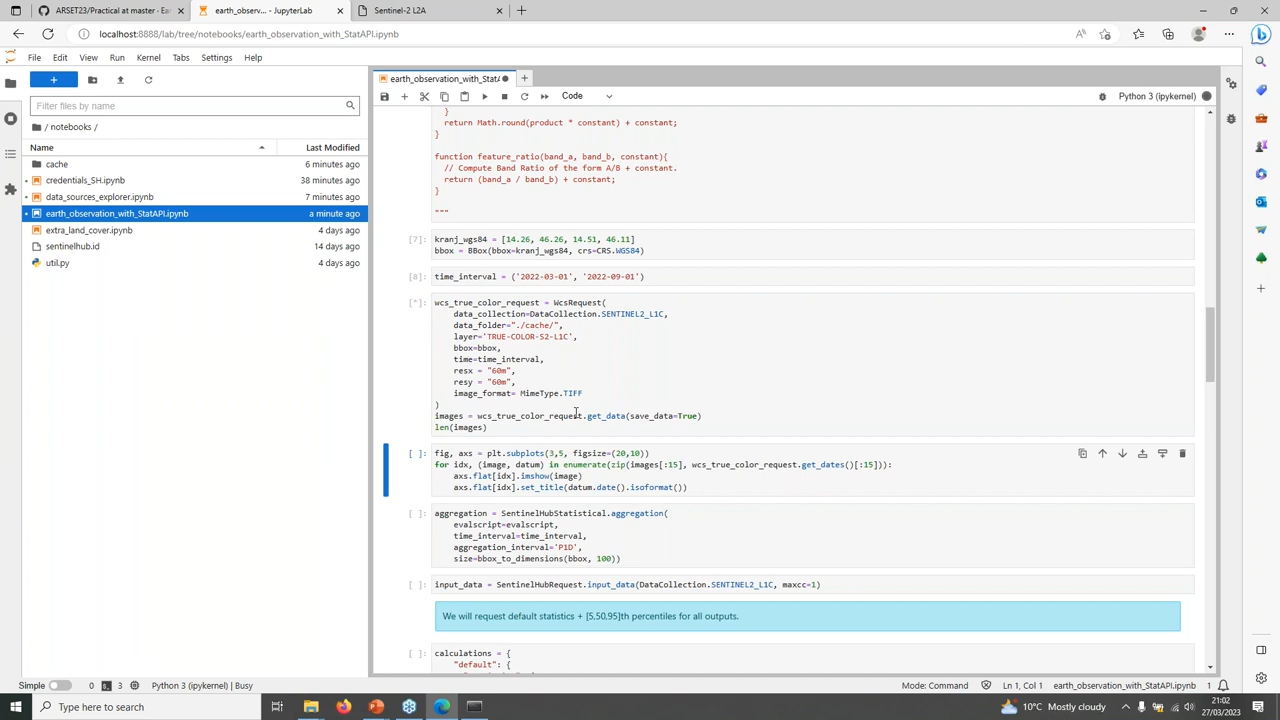 ARSET23/Practical at master · Ea
earth_observ... - JupyterLab
Sentinel-2 L2A
localhost:8888/lab/tree/notebooks/earth_observation_with_StatAPI.ipynb
File Edit View Run Kernel Tabs Settings Help
earth_observation_with_StatA
Filter files by name
Code
Python 3 (ipykernel)
/ notebooks /
Name
Last Modified
cache
6 minutes ago
credentials_SH.ipynb
38 minutes ago
data_sources_explorer.ipynb
7 minutes ago
earth_observation_with_StatAPI.ipynb
a minute ago
extra_land_cover.ipynb
4 days ago
sentinelhub.id
14 days ago
util.py
4 days ago
}
return Math.round(product * constant) + constant;
}
function feature_ratio(band_a, band_b, constant){
// Compute Band Ratio of the form A/B + constant.
return (band_a / band_b) + constant;
}
"""
[7]:
kranj_wgs84 = [14.26, 46.26, 14.51, 46.11]
bbox = BBox(bbox=kranj_wgs84, crs=CRS.WGS84)
[8]:
time_interval = ('2022-03-01', '2022-09-01')
[*]:
wcs_true_color_request = WcsRequest(
data_collection=DataCollection.SENTINEL2_L1C,
data_folder="./cache/",
layer='TRUE-COLOR-S2-L1C',
bbox=bbox,
time=time_interval,
resx = "60m",
resy = "60m",
image_format= MimeType.TIFF
)
images = wcs_true_color_request.get_data(save_data=True)
len(images)
[ ]:
fig, axs = plt.subplots(3,5, figsize=(20,10))
for idx, (image, datum) in enumerate(zip(images[:15], wcs_true_color_request.get_dates()[:15])):
axs.flat[idx].imshow(image)
axs.flat[idx].set_title(datum.date().isoformat())
[ ]:
aggregation = SentinelHubStatistical.aggregation(
evalscript=evalscript,
time_interval=time_interval,
aggregation_interval='P1D',
size=bbox_to_dimensions(bbox, 100))
[ ]:
input_data = SentinelHubRequest.input_data(DataCollection.SENTINEL2_L1C, maxcc=1)
We will request default statistics + [5,50,95]th percentiles for all outputs.
[ ]:
calculations = {
"default": {
Simple
0
3
Python 3 (ipykernel) | Busy
Mode: Command
Ln 1, Col 1
earth_observation_with_StatAPI.ipynb
1
Type here to search
10°C Mostly cloudy
21:02
27/03/2023